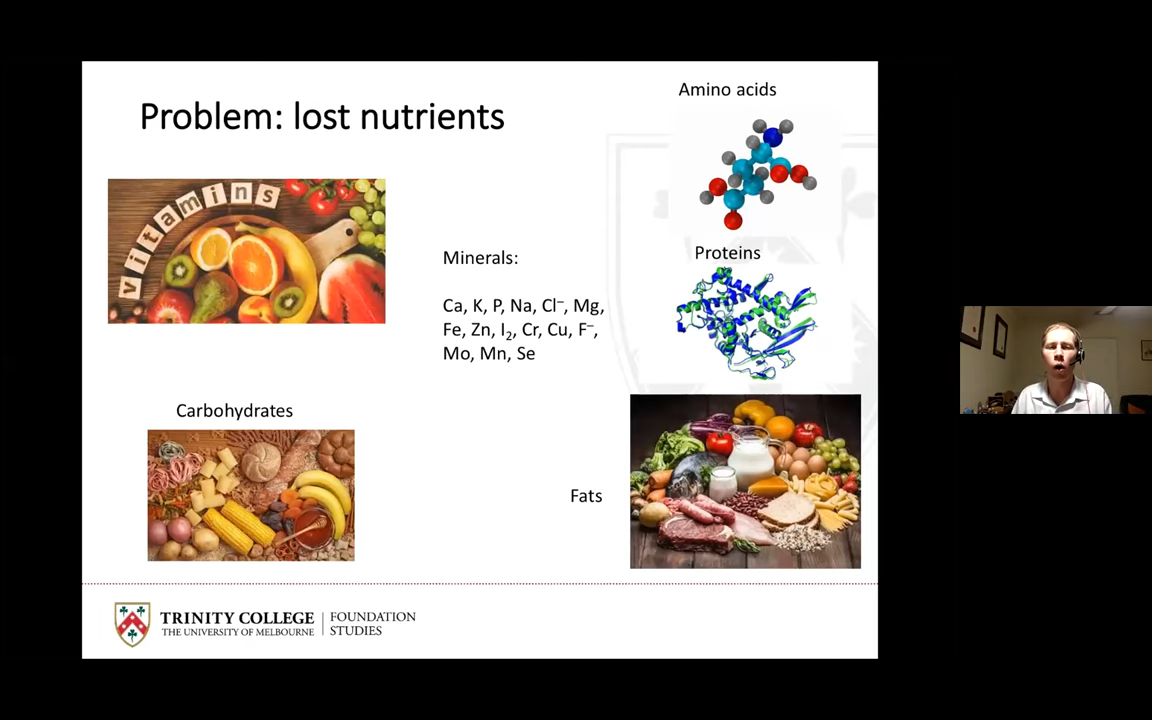 Problem: lost nutrients
vitamins
Minerals:
Ca, K, P, Na, Cl⁻, Mg,
Fe, Zn, I₂, Cr, Cu, F⁻,
Mo, Mn, Se
Amino acids
Proteins
Carbohydrates
Fats
TRINITY COLLEGE
THE UNIVERSITY OF MELBOURNE
FOUNDATION
STUDIES